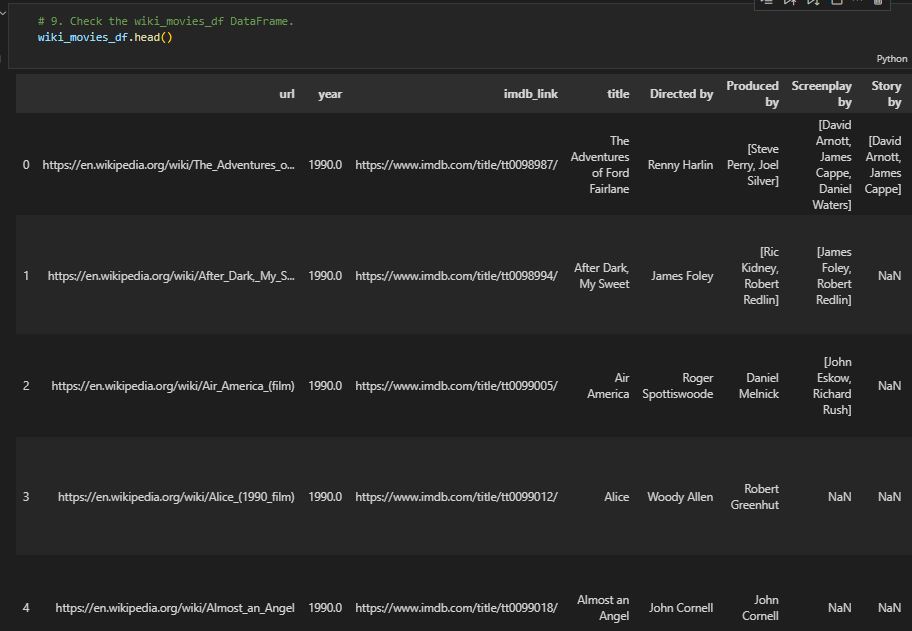 # 9. Check the wiki_movies_df DataFrame.
wiki_movies_df.head()
Python
url year imdb_link title Directed by Produced by Screenplay by Story by
0 https://en.wikipedia.org/wiki/The_Adventures_o... 1990.0 https://www.imdb.com/title/tt0098987/ The Adventures of Ford Fairlane Renny Harlin [Steve Perry, Joel Silver] [David Arnott, James Cappe, Daniel Waters] [David Arnott, James Cappe]
1 https://en.wikipedia.org/wiki/After_Dark,_My_S... 1990.0 https://www.imdb.com/title/tt0098994/ After Dark, My Sweet James Foley [Ric Kidney, Robert Redlin] [James Foley, Robert Redlin] NaN
2 https://en.wikipedia.org/wiki/Air_America_(film) 1990.0 https://www.imdb.com/title/tt0099005/ Air America Roger Spottiswoode Daniel Melnick [John Eskow, Richard Rush] NaN
3 https://en.wikipedia.org/wiki/Alice_(1990_film) 1990.0 https://www.imdb.com/title/tt0099012/ Alice Woody Allen Robert Greenhut NaN NaN
4 https://en.wikipedia.org/wiki/Almost_an_Angel 1990.0 https://www.imdb.com/title/tt0099018/ Almost an Angel John Cornell John Cornell NaN NaN